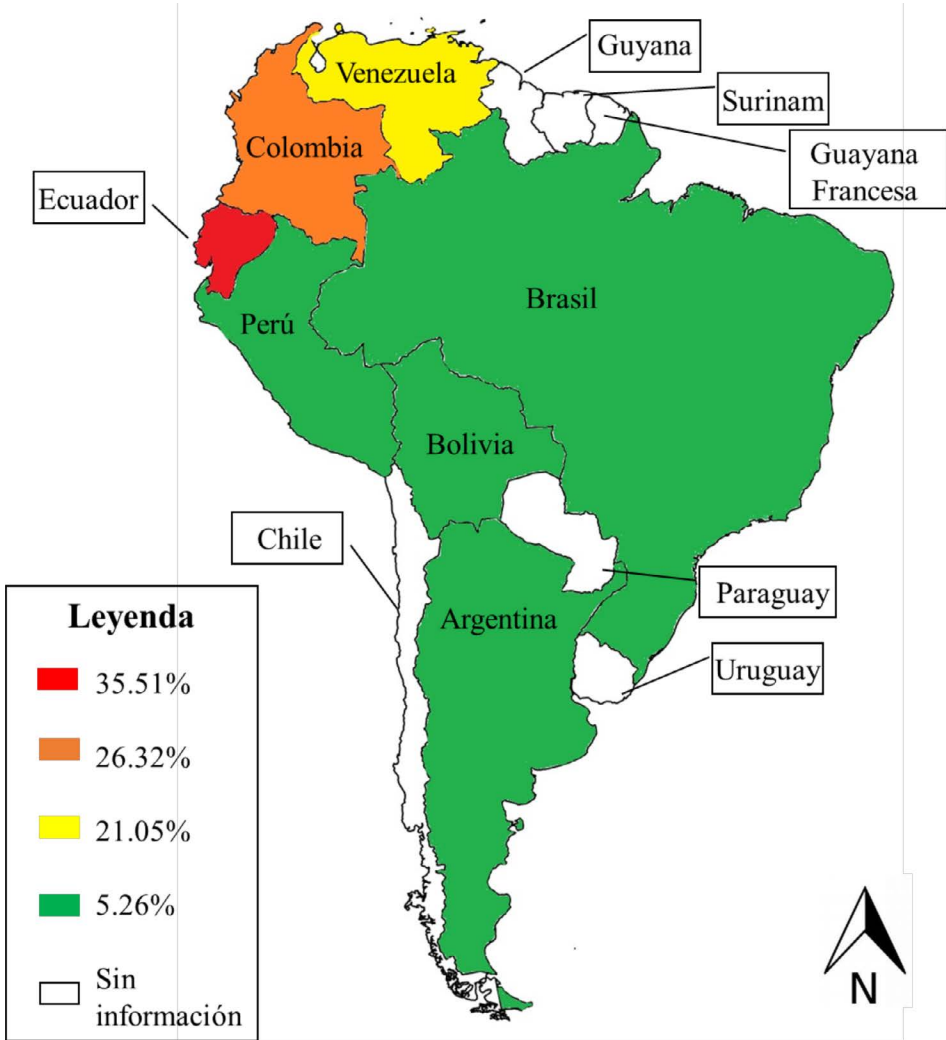 Guyana
Venezuela
Surinam
Colombia
Guayana
Francesa
Ecuador
Brasil
Perú
Bolivia
Chile
Paraguay
Argentina
Uruguay
Leyenda
35.51%
26.32%
21.05%
5.26%
Sin
información
N